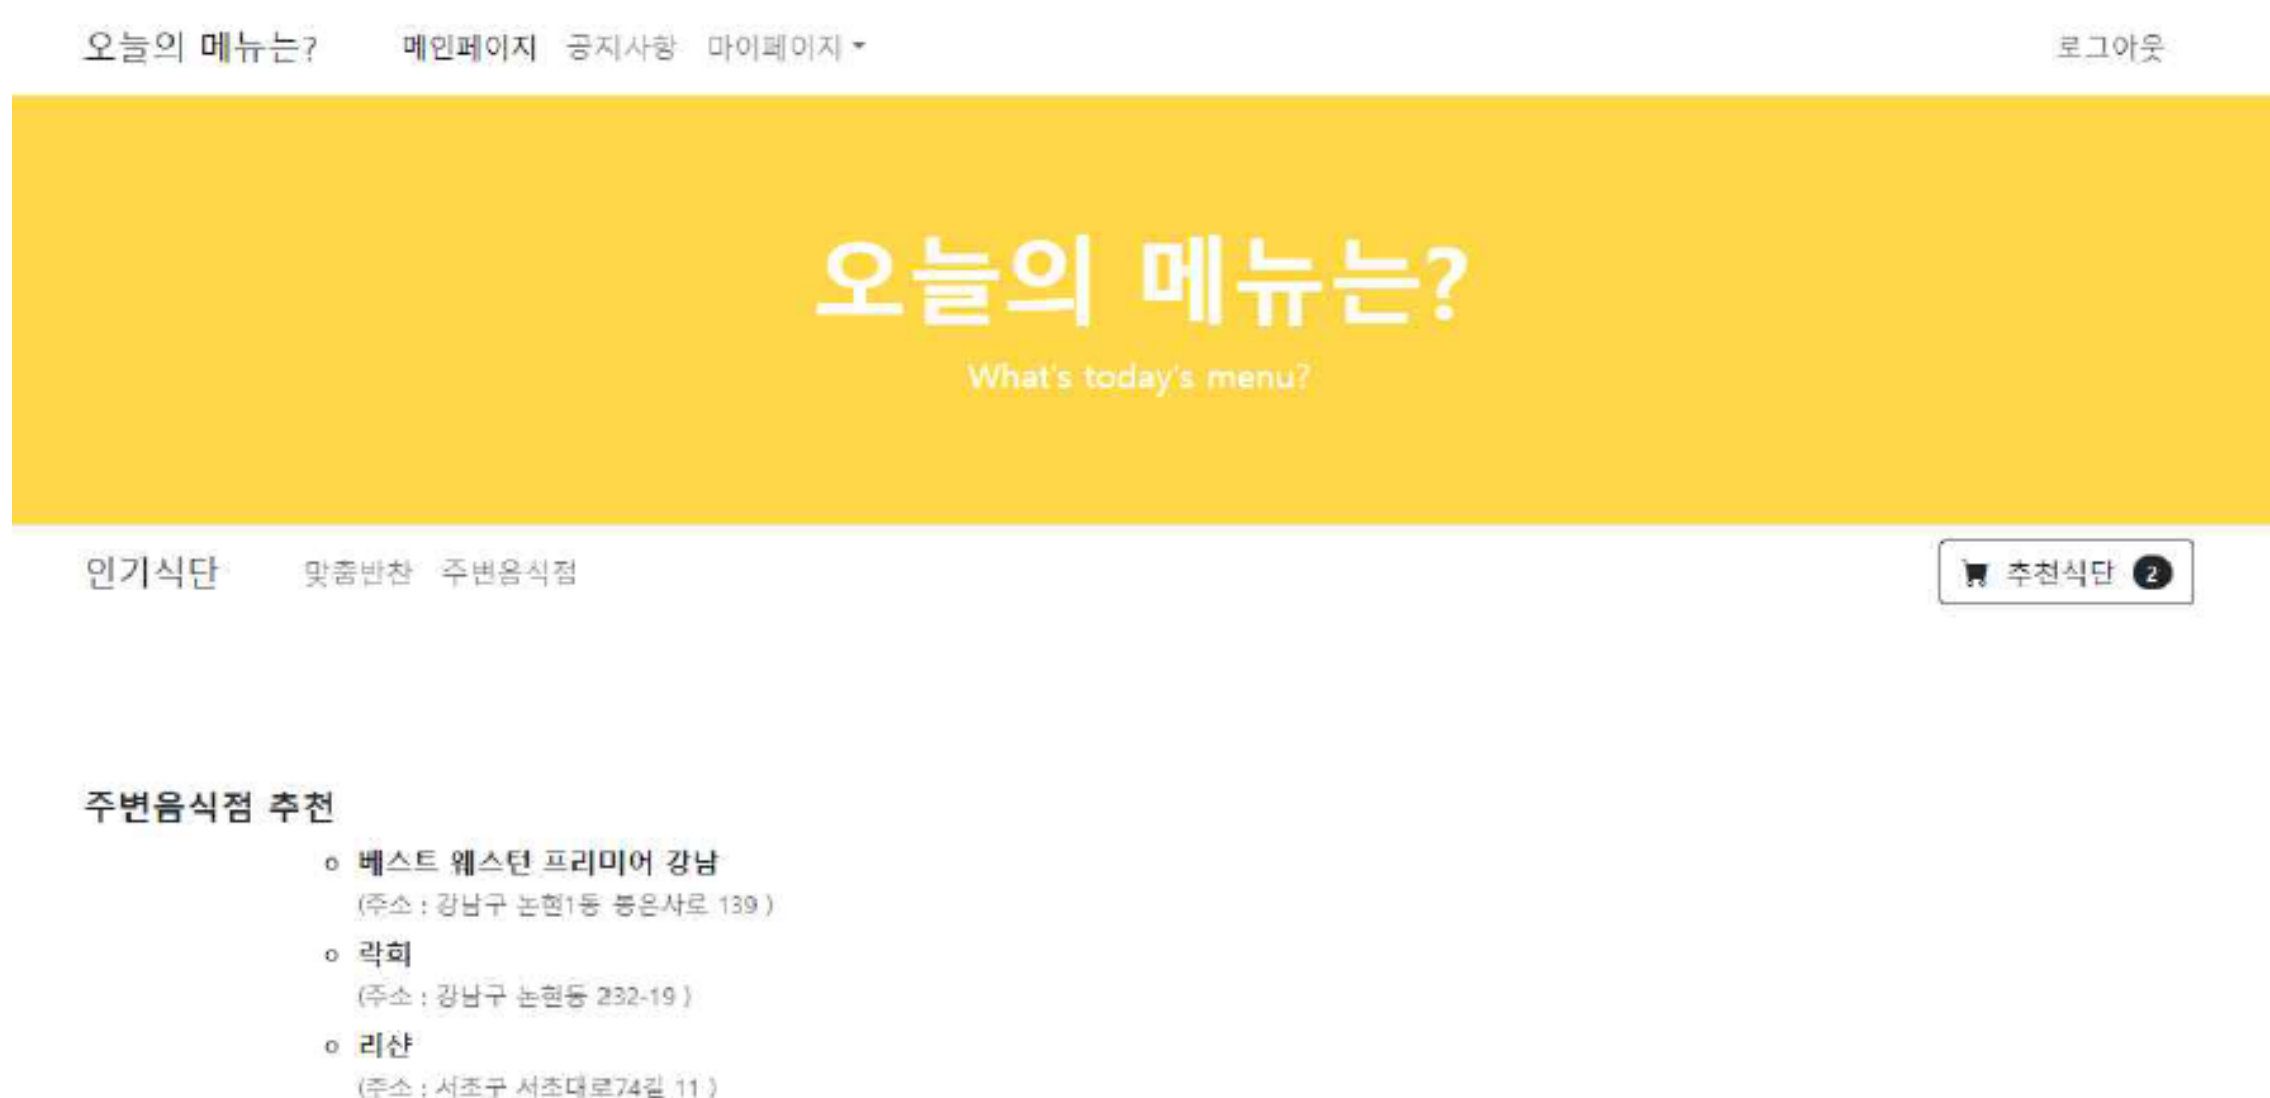 오늘의 메뉴는? 메인페이지 공지사항 마이페이지 로그아웃
오늘의 메뉴는?
What's today's menu?
인기식단 맞춤반찬 주변음식점 추천식단 2
주변음식점 추천
베스트 웨스턴 프리미어 강남
(주소 : 강남구 논현1동 봉은사로 139 )
락희
(주소 : 강남구 논현동 232-19 )
리샨
(주소 : 서초구 서초대로74길 11 )